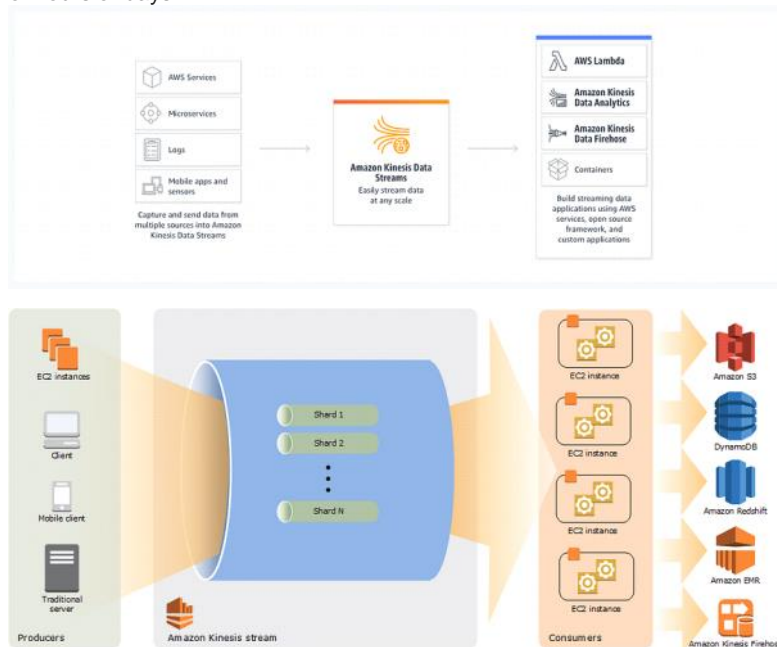 AWS Services
Microservices
Logs
Mobile apps and
sensors
Capture and send data from
multiple sources into Amazon
Kinesis Data Streams
Amazon Kinesis Data
Streams
Easily stream data
at any scale
AWS Lambda
Amazon Kinesis
Data Analytics
Amazon Kinesis
Data Firehose
Containers
Build streaming data
applications using AWS
services, open source
framework, and
custom applications
EC2 instances
Client
Mobile client
Traditional
server
Producers
Shard 1
Shard 2
Shard N
Amazon Kinesis stream
EC2 instance
EC2 instance
EC2 instance
EC2 instance
Consumers
Amazon S3
DynamoDB
Amazon Redshift
Amazon EMR
Amazon Kinesis Firehose